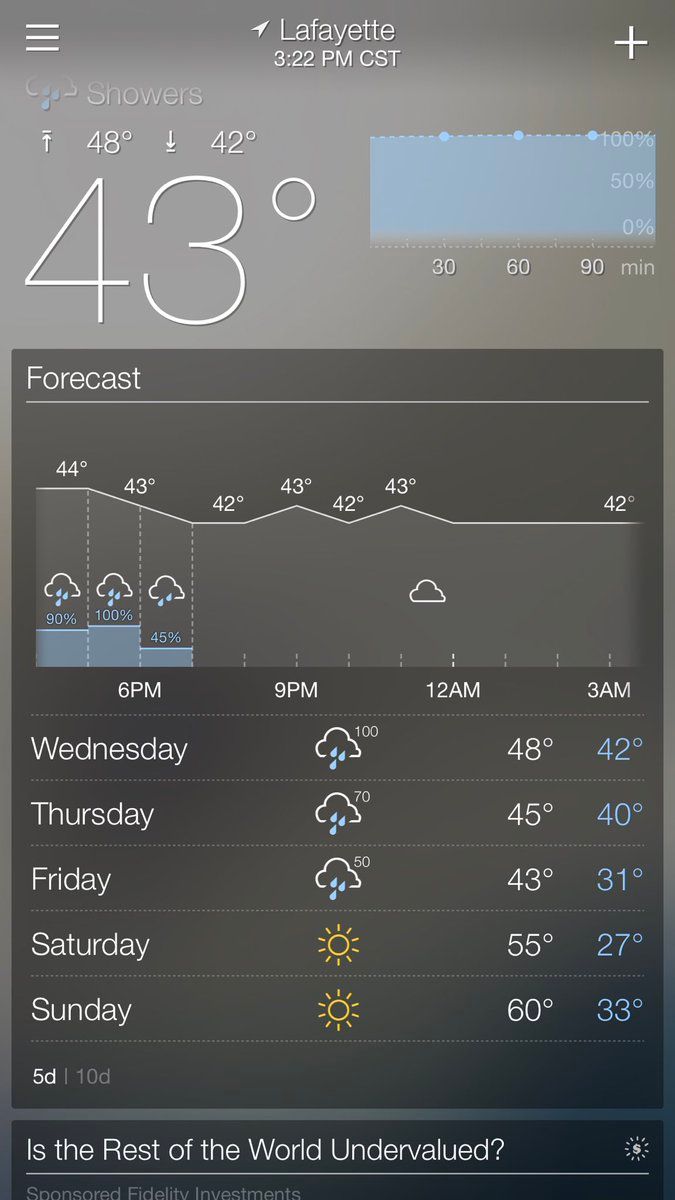 Lafayette
3:22 PM CST
Showers
48° 42°
43°
100%
50%
0%
30 60 90 min
Forecast
44° 43° 42° 43° 42° 43° 42°
90% 100% 45%
6PM 9PM 12AM 3AM
Wednesday 100 48° 42°
Thursday 70 45° 40°
Friday 50 43° 31°
Saturday 55° 27°
Sunday 60° 33°
5d | 10d
Is the Rest of the World Undervalued?
Sponsored Fidelity Investments